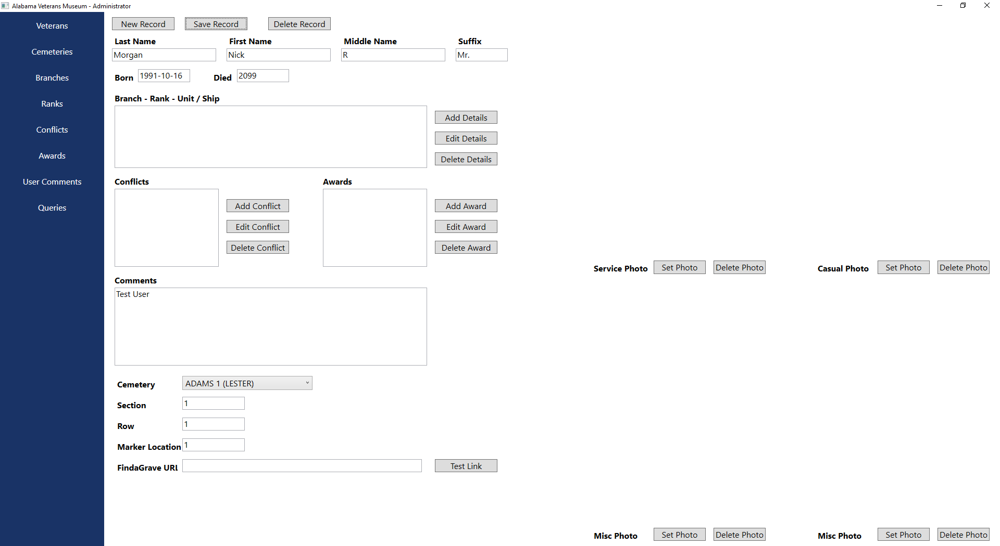 Alabama Veterans Museum - Administrator
Veterans
Cemeteries
Branches
Ranks
Conflicts
Awards
User Comments
Queries
New Record Save Record Delete Record
Last Name First Name Middle Name Suffix
Morgan Nick R Mr.
Born 1991-10-16 Died 2099
Branch - Rank - Unit / Ship
Add Details
Edit Details
Delete Details
Conflicts Awards
Add Conflict Add Award
Edit Conflict Edit Award
Delete Conflict Delete Award
Service Photo Set Photo Delete Photo Casual Photo Set Photo Delete Photo
Comments
Test User
Cemetery ADAMS 1 (LESTER)
Section 1
Row 1
Marker Location 1
FindaGrave URL Test Link
Misc Photo Set Photo Delete Photo Misc Photo Set Photo Delete Photo